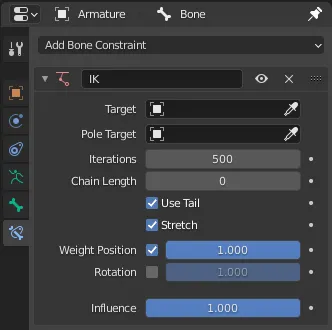 Armature Bone
Add Bone Constraint
IK
Target
Pole Target
Iterations 500
Chain Length 0
Use Tail
Stretch
Weight Position 1.000
Rotation 1.000
Influence 1.000